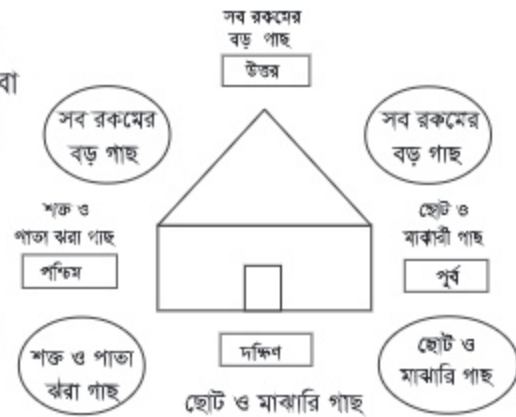 সব রকমের
বড় গাছ
উত্তর
বা
সব রকমের
বড় গাছ
সব রকমের
বড় গাছ
শক্ত ও
পাতা ঝরা গাছ
পশ্চিম
ছোট ও
মাঝারী গাছ
পূর্ব
শক্ত ও পাতা
ঝরা গাছ
দক্ষিণ
ছোট ও মাঝারি গাছ
ছোট ও
মাঝারি গাছ